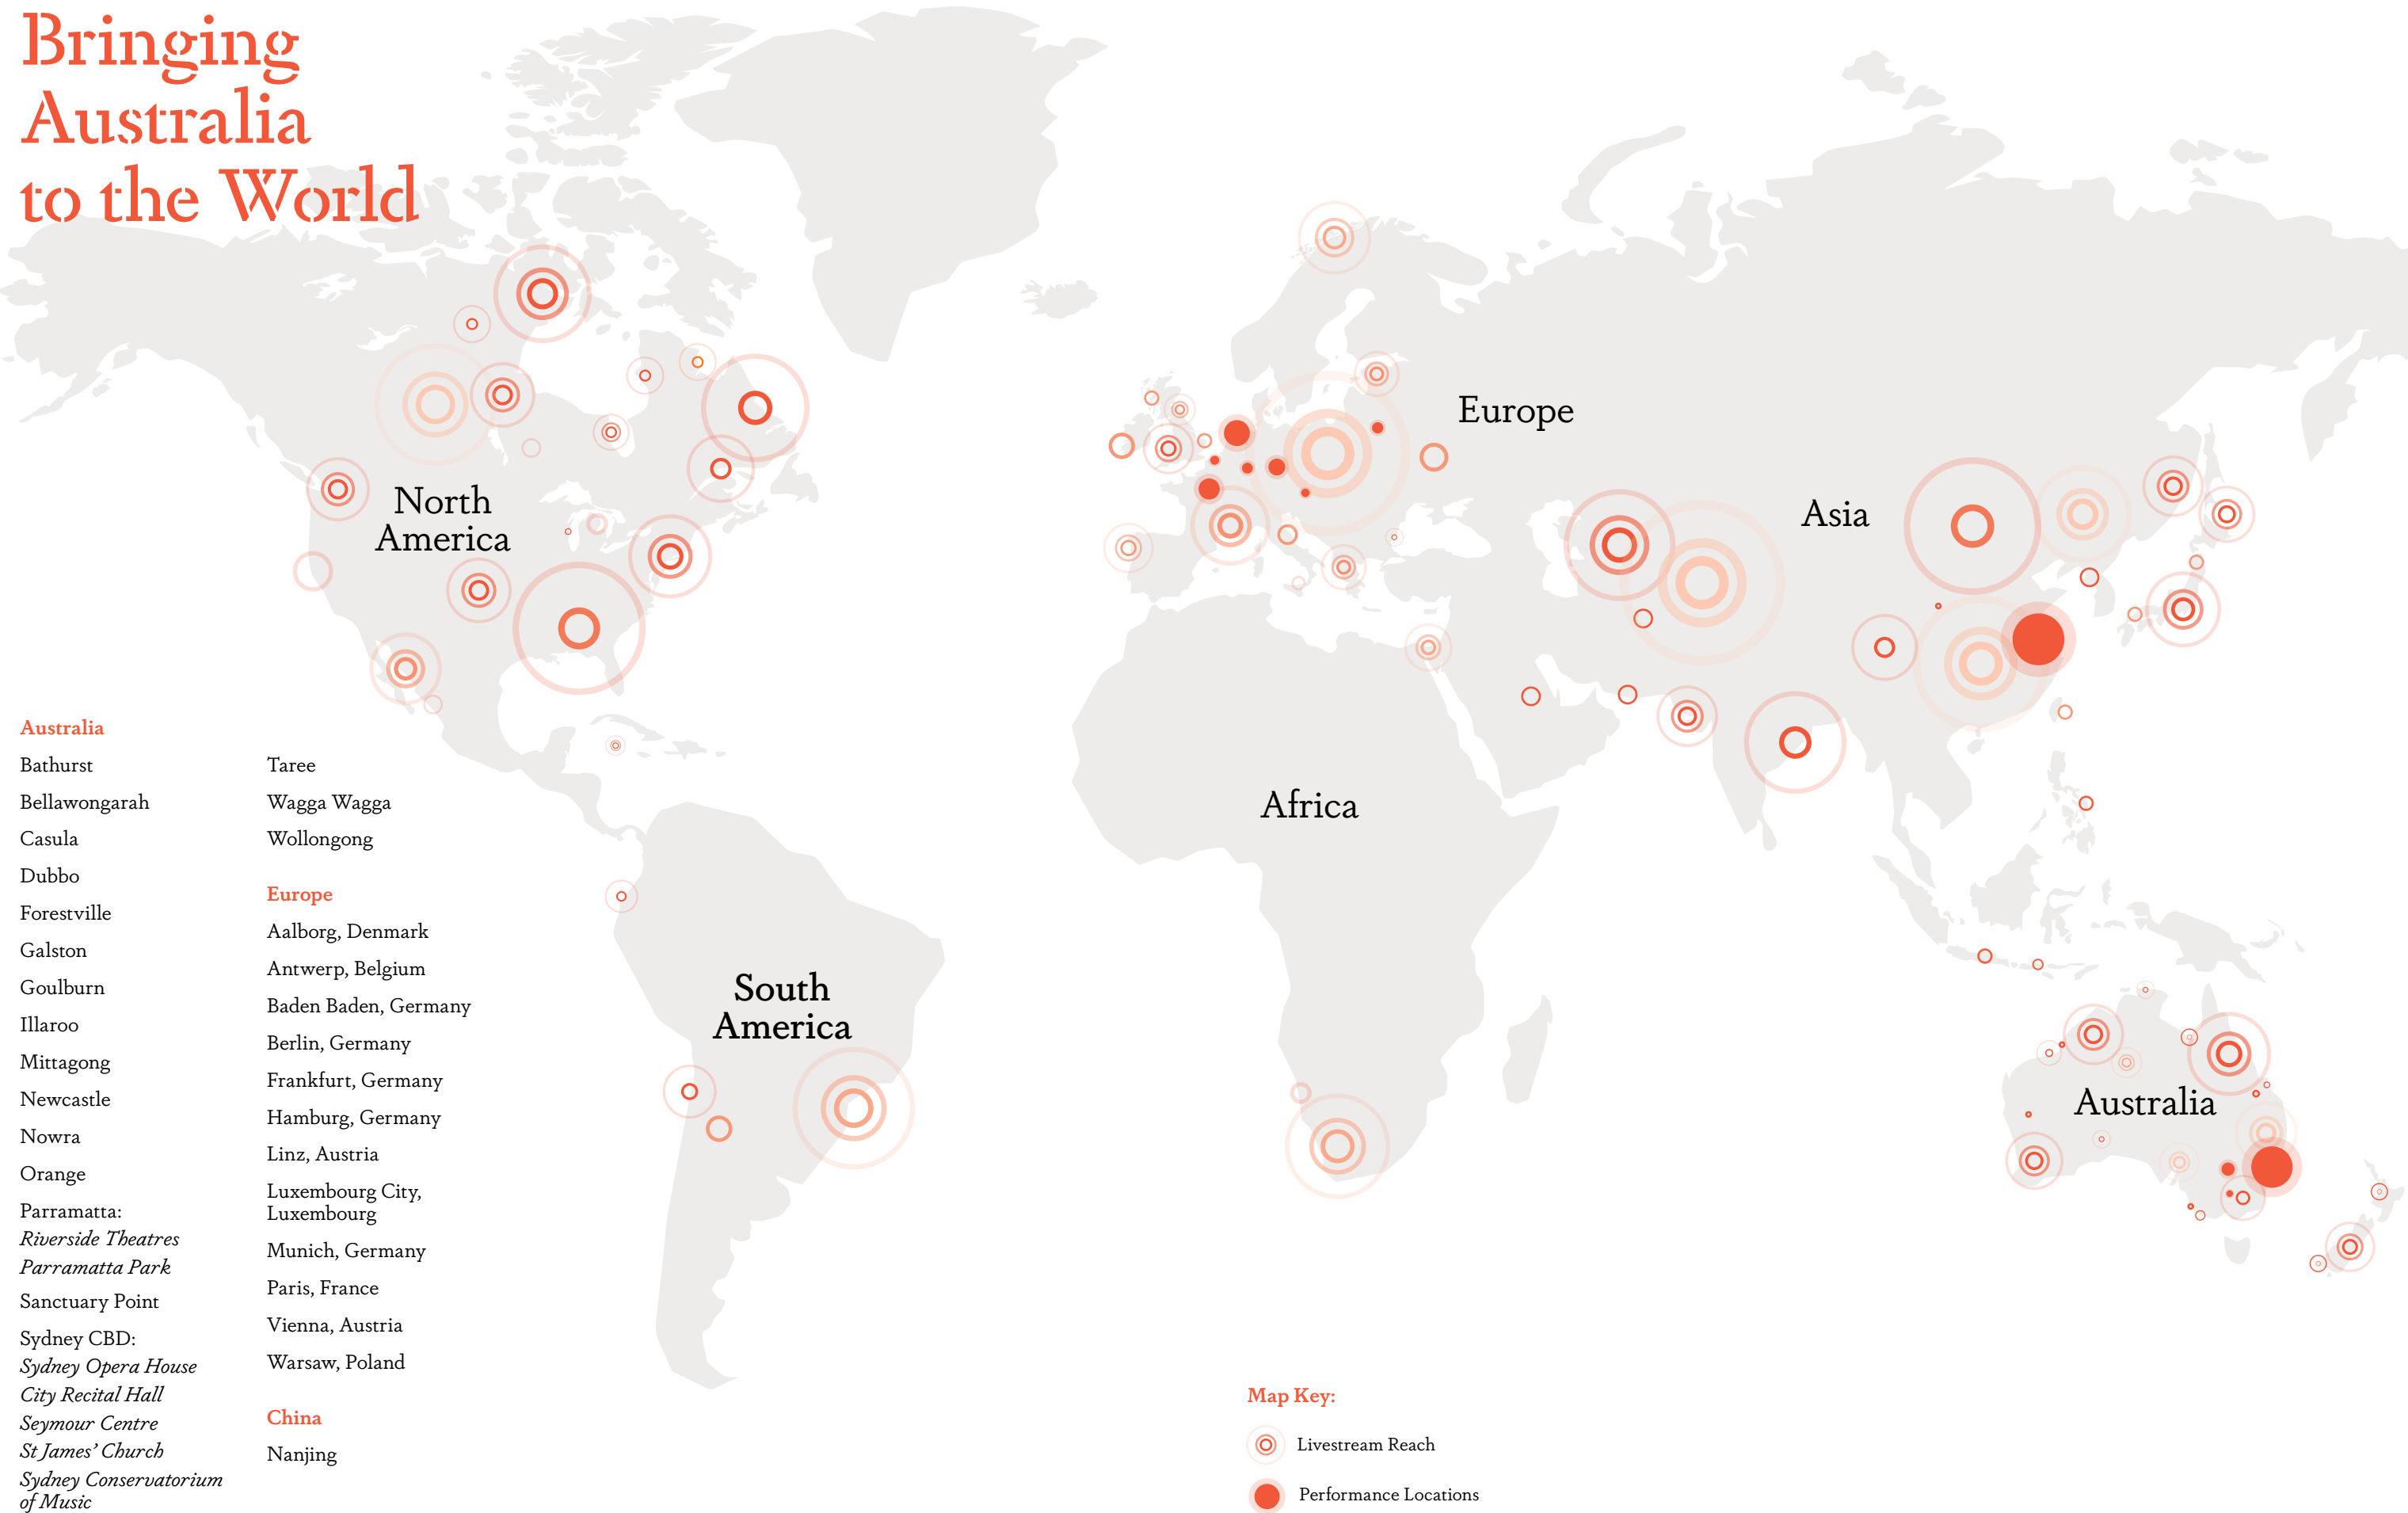 Bringing
Australia
to the World
North
America
South
America
Europe
Africa
Asia
Australia
Australia
Bathurst
Bellawongarah
Casula
Dubbo
Forestville
Galston
Goulburn
Illaroo
Mittagong
Newcastle
Nowra
Orange
Parramatta:
Riverside Theatres
Parramatta Park
Sanctuary Point
Sydney CBD:
Sydney Opera House
City Recital Hall
Seymour Centre
St James’ Church
Sydney Conservatorium
of Music
Taree
Wagga Wagga
Wollongong
Europe
Aalborg, Denmark
Antwerp, Belgium
Baden Baden, Germany
Berlin, Germany
Frankfurt, Germany
Hamburg, Germany
Linz, Austria
Luxembourg City,
Luxembourg
Munich, Germany
Paris, France
Vienna, Austria
Warsaw, Poland
China
Nanjing
Map Key:
Livestream Reach
Performance Locations